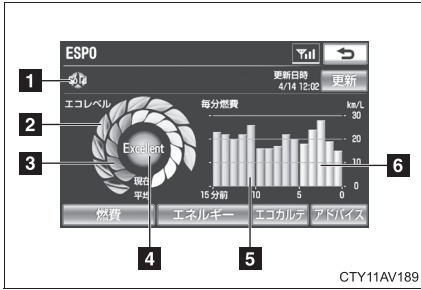 ESPO
更新日時
4/14 12:02
更新
1
エコレベル
毎分燃費
km/L
2
30
Excellent
20
3
6
10
現在
平均
0
15分前
10
5
0
燃費
エネルギー
エコカルテ
アドバイス
4
5
CTY11AV189